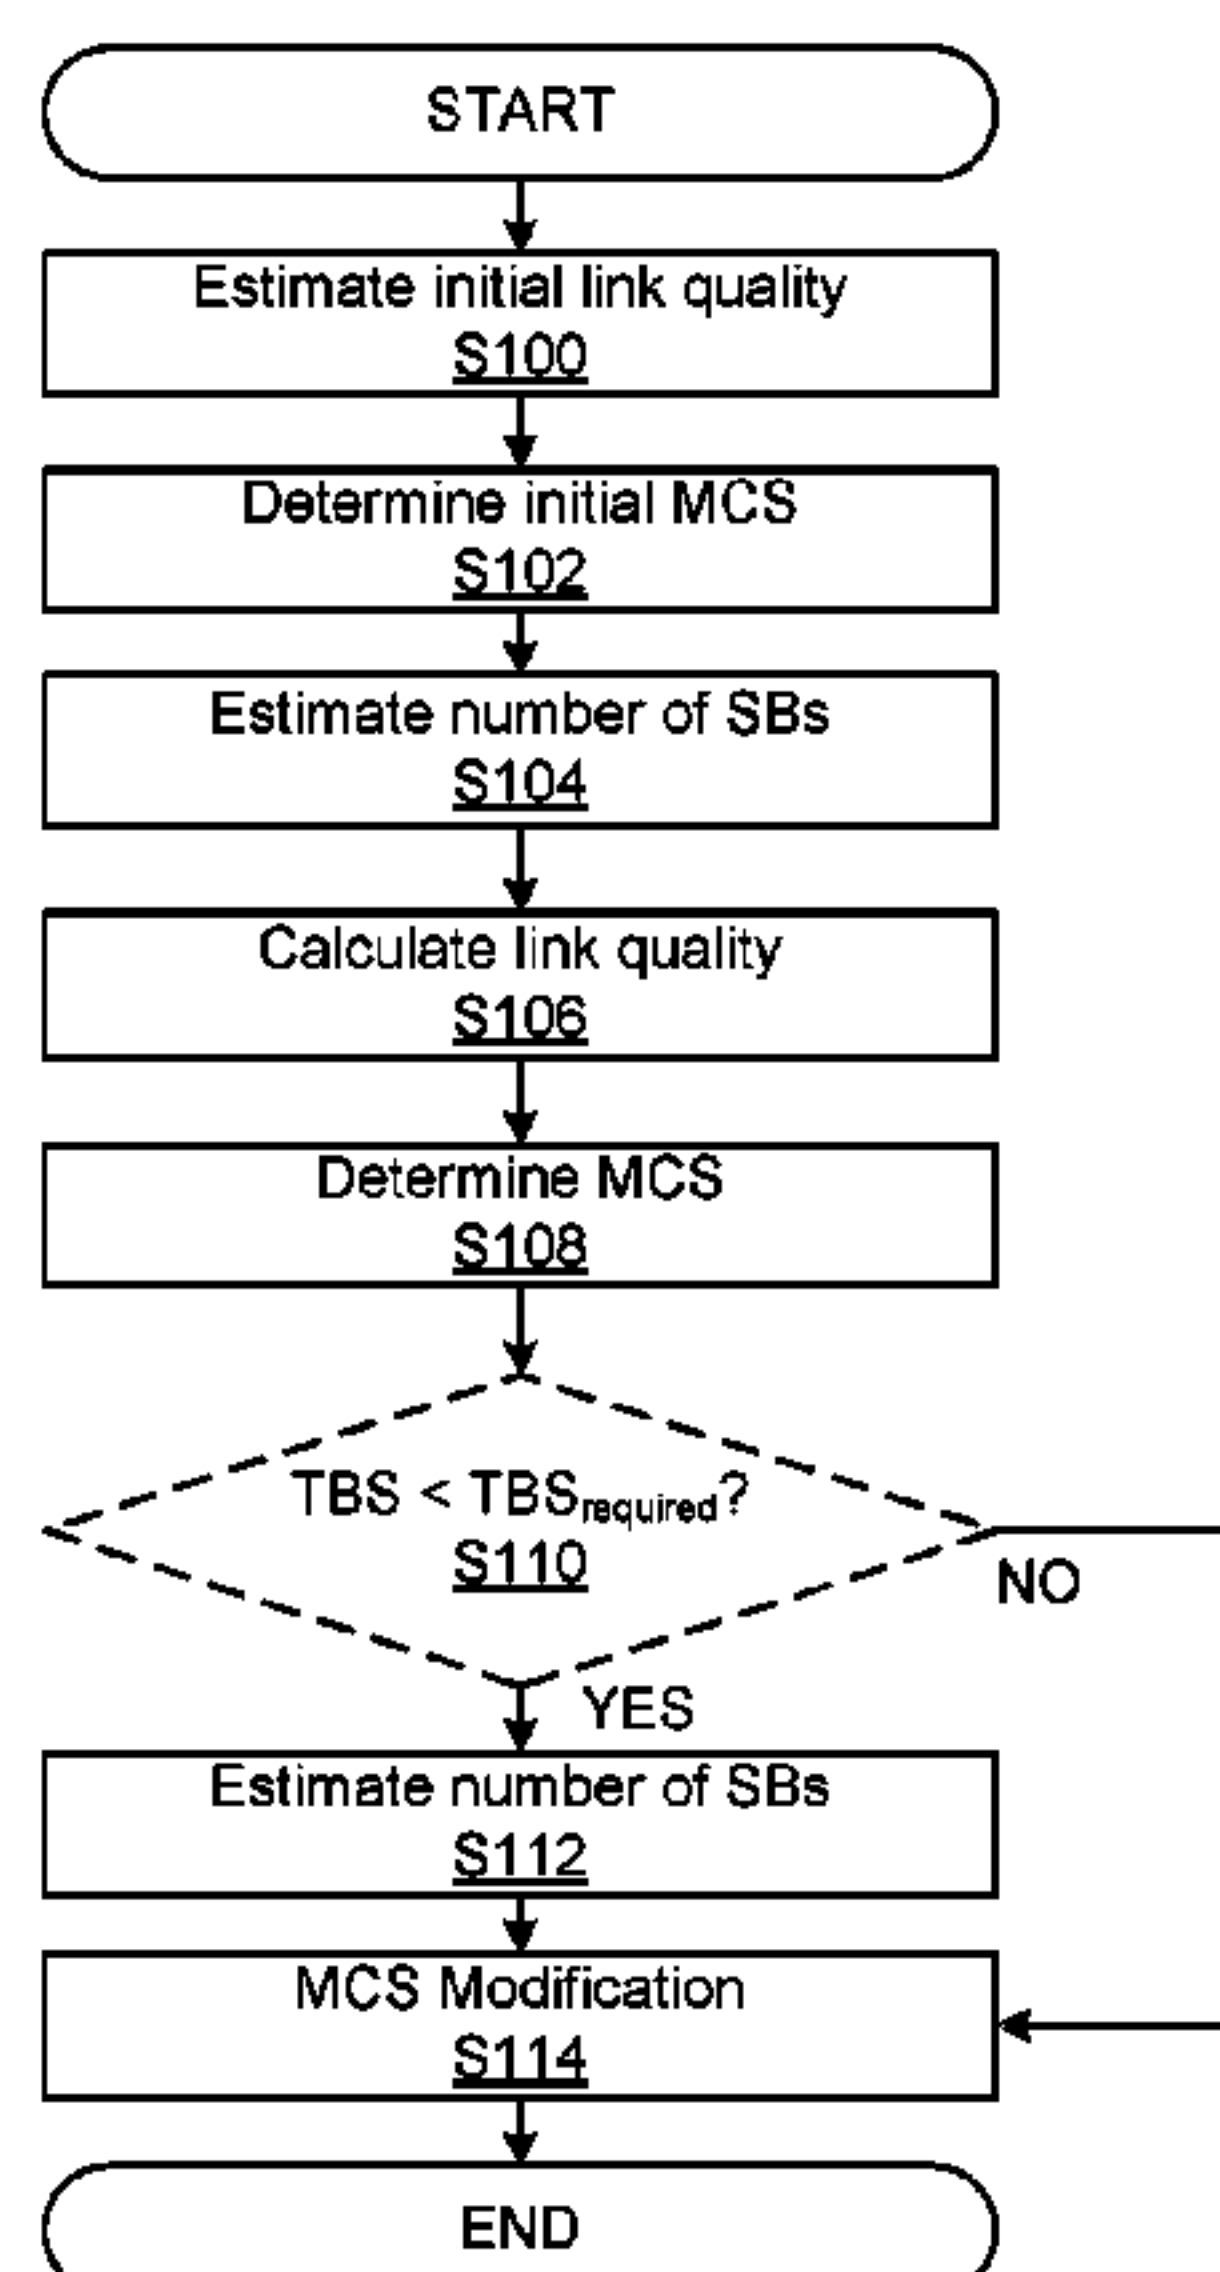 START
Estimate initial link quality
S100
Determine initial MCS
S102
Estimate number of SBs
S104
Calculate link quality
S106
Determine MCS
S108
TBS < TBSrequired?
S110
NO
YES
Estimate number of SBs
S112
MCS Modification
S114
END